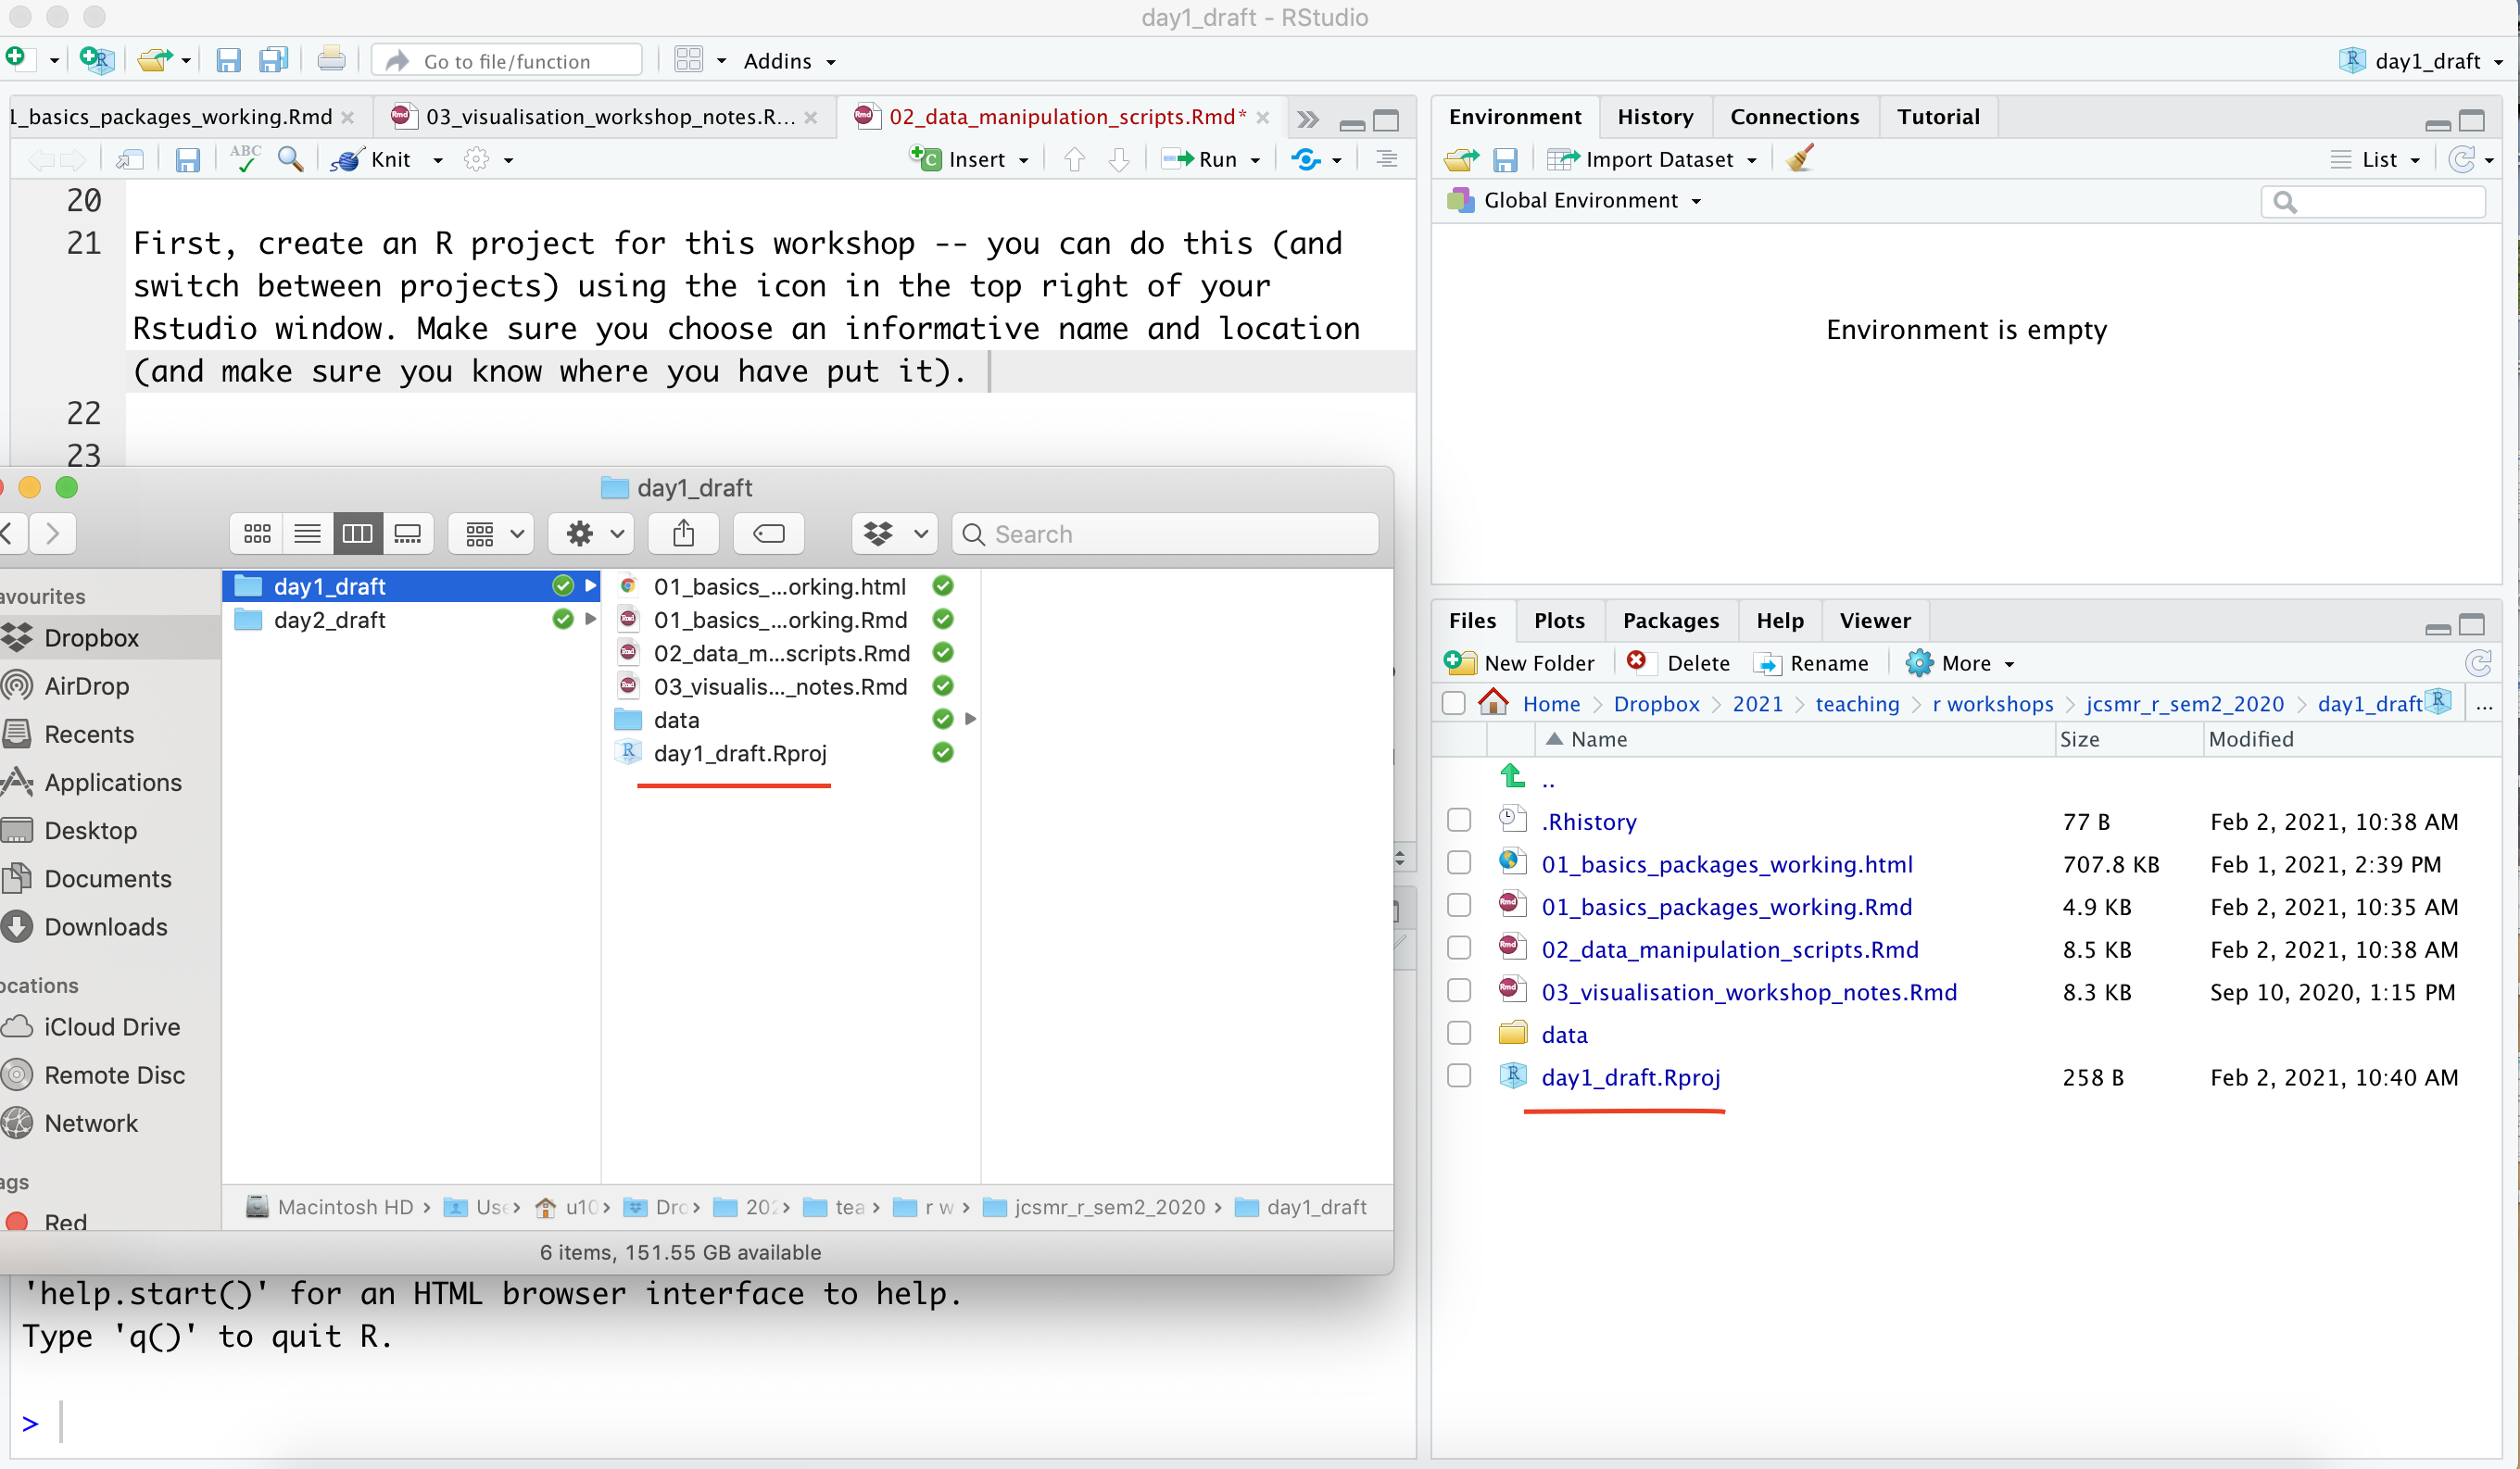 day1_draft - RStudio
Go to file/function
Addins
day1_draft
1_basics_packages_working.Rmd
03_visualisation_workshop_notes.R...
02_data_manipulation_scripts.Rmd*
ABC
Knit
Insert
Run
20
21 First, create an R project for this workshop -- you can do this (and
switch between projects) using the icon in the top right of your
Rstudio window. Make sure you choose an informative name and location
(and make sure you know where you have put it).
22
23
Environment
History
Connections
Tutorial
Import Dataset
List
Global Environment
Environment is empty
day1_draft
Search
avourites
Dropbox
AirDrop
Recents
Applications
Desktop
Documents
Downloads
ocations
iCloud Drive
Remote Disc
Network
ags
Red
day1_draft
day2_draft
01_basics_...orking.html
01_basics_...orking.Rmd
02_data_m...scripts.Rmd
03_visualis..._notes.Rmd
data
day1_draft.Rproj
Macintosh HD › Use › u10 › Dro › 202 › tea › r w › jcsmr_r_sem2_2020 › day1_draft
6 items, 151.55 GB available
'help.start()' for an HTML browser interface to help.
Type 'q()' to quit R.
>
Files
Plots
Packages
Help
Viewer
New Folder
Delete
Rename
More
Home > Dropbox > 2021 > teaching > r workshops > jcsmr_r_sem2_2020 > day1_draft ...
Name Size Modified
..
.Rhistory 77 B Feb 2, 2021, 10:38 AM
01_basics_packages_working.html 707.8 KB Feb 1, 2021, 2:39 PM
01_basics_packages_working.Rmd 4.9 KB Feb 2, 2021, 10:35 AM
02_data_manipulation_scripts.Rmd 8.5 KB Feb 2, 2021, 10:38 AM
03_visualisation_workshop_notes.Rmd 8.3 KB Sep 10, 2020, 1:15 PM
data
day1_draft.Rproj 258 B Feb 2, 2021, 10:40 AM